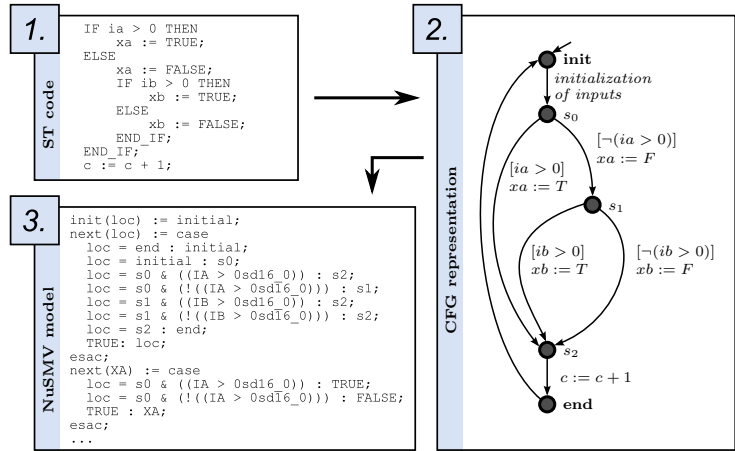 1.
ST code
IF ia > 0 THEN
xa := TRUE;
ELSE
xa := FALSE;
IF ib > 0 THEN
xb := TRUE;
ELSE
xb := FALSE;
END_IF;
END_IF;
c := c + 1;
2.
CFG representation
init
initialization
of inputs
s0
[¬(ia > 0)]
xa := F
[ia > 0]
xa := T
s1
[ib > 0]
xb := T
[¬(ib > 0)]
xb := F
s2
c := c + 1
end
3.
NuSMV model
init(loc) := initial;
next(loc) := case
loc = end : initial;
loc = initial : s0;
loc = s0 & ((IA > 0sd16_0)) : s2;
loc = s0 & (!((IA > 0sd16_0))) : s1;
loc = s1 & ((IB > 0sd16_0)) : s2;
loc = s1 & (!((IB > 0sd16_0))) : s2;
loc = s2 : end;
TRUE: loc;
esac;
next(XA) := case
loc = s0 & ((IA > 0sd16_0)) : TRUE;
loc = s0 & (!((IA > 0sd16_0))) : FALSE;
TRUE : XA;
esac;
...